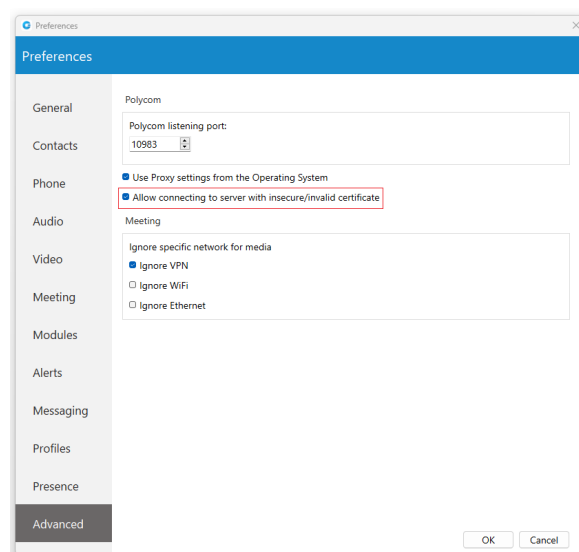 Preferences
Preferences
General
Contacts
Phone
Audio
Video
Meeting
Modules
Alerts
Messaging
Profiles
Presence
Advanced
Polycom
Polycom listening port:
10983
Use Proxy settings from the Operating System
Allow connecting to server with insecure/invalid certificate
Meeting
Ignore specific network for media
Ignore VPN
Ignore WiFi
Ignore Ethernet
OK
Cancel